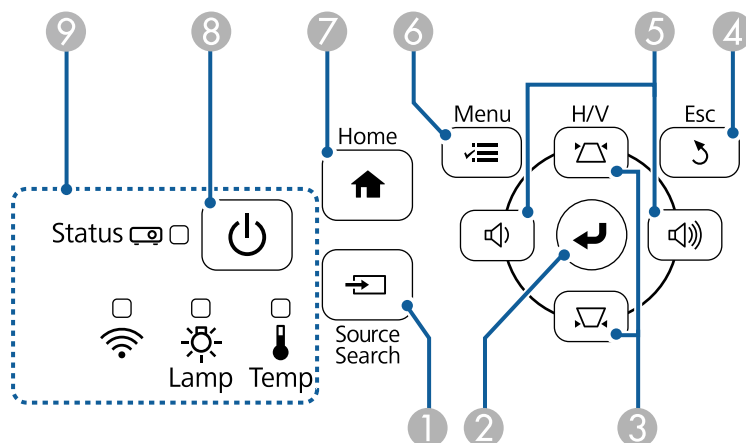 9 8 7 6 5 4
Menu H/V Esc
Home
Status
Source
Search
Lamp Temp
1 2 3